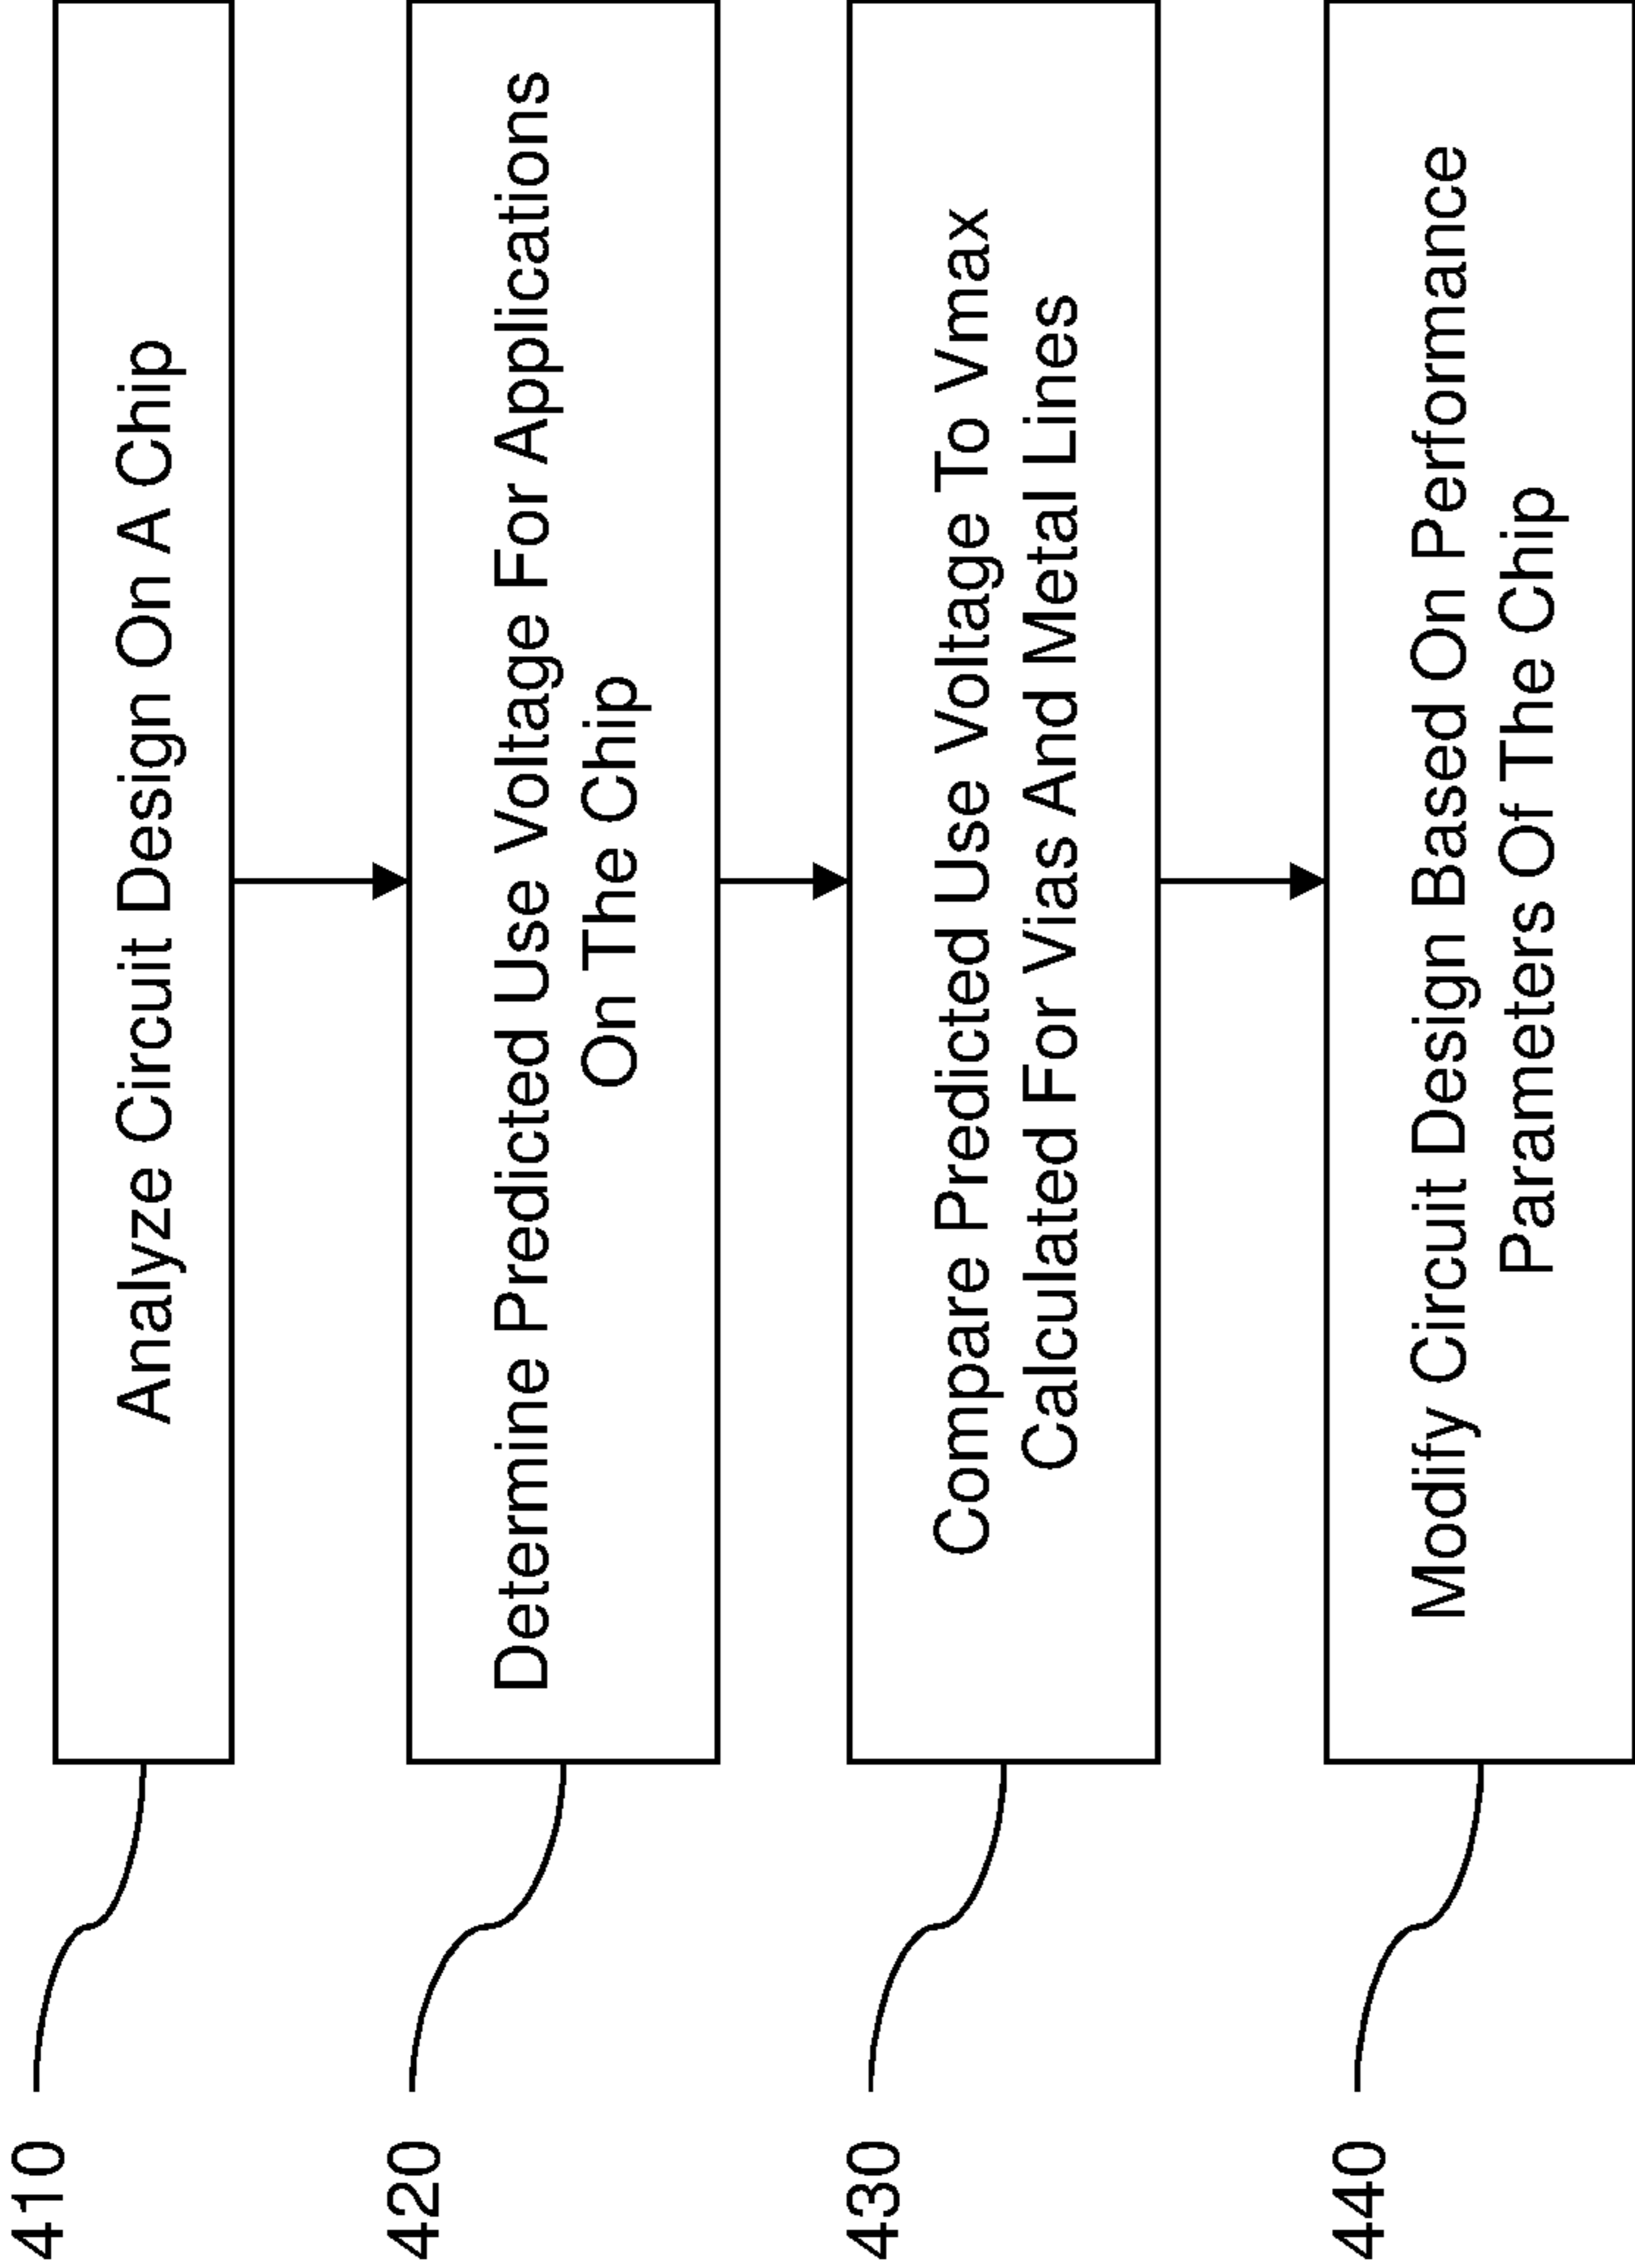 410
Analyze Circuit Design On A Chip
420
Determine Predicted Use Voltage For Applications
On The Chip
430
Compare Predicted Use Voltage To Vmax
Calculated For Vias And Metal Lines
440
Modify Circuit Design Based On Performance
Parameters Of The Chip